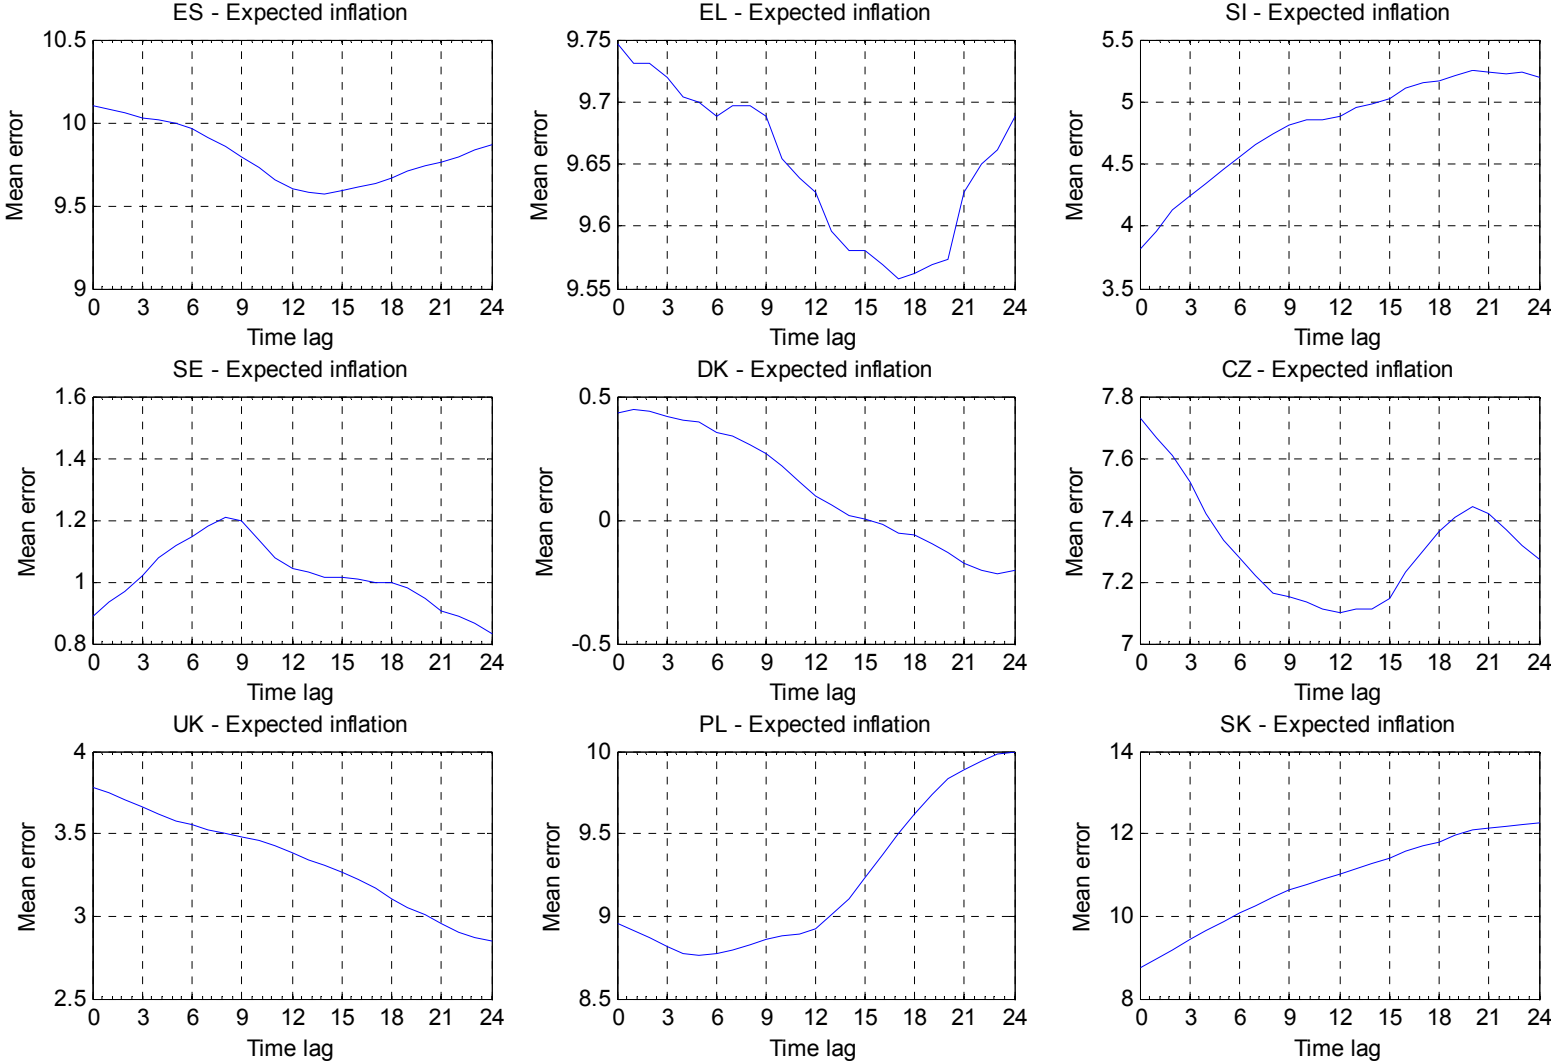 ES - Expected inflation
10.5
10
9.5
9
Mean error
0 3 6 9 12 15 18 21 24
Time lag
EL - Expected inflation
9.75
9.7
9.65
9.6
9.55
Mean error
0 3 6 9 12 15 18 21 24
Time lag
SI - Expected inflation
5.5
5
4.5
4
3.5
Mean error
0 3 6 9 12 15 18 21 24
Time lag
SE - Expected inflation
1.6
1.4
1.2
1
0.8
Mean error
0 3 6 9 12 15 18 21 24
Time lag
DK - Expected inflation
0.5
0
-0.5
Mean error
0 3 6 9 12 15 18 21 24
Time lag
CZ - Expected inflation
7.8
7.6
7.4
7.2
7
Mean error
0 3 6 9 12 15 18 21 24
Time lag
UK - Expected inflation
4
3.5
3
2.5
Mean error
0 3 6 9 12 15 18 21 24
Time lag
PL - Expected inflation
10
9.5
9
8.5
Mean error
0 3 6 9 12 15 18 21 24
Time lag
SK - Expected inflation
14
12
10
8
Mean error
0 3 6 9 12 15 18 21 24
Time lag